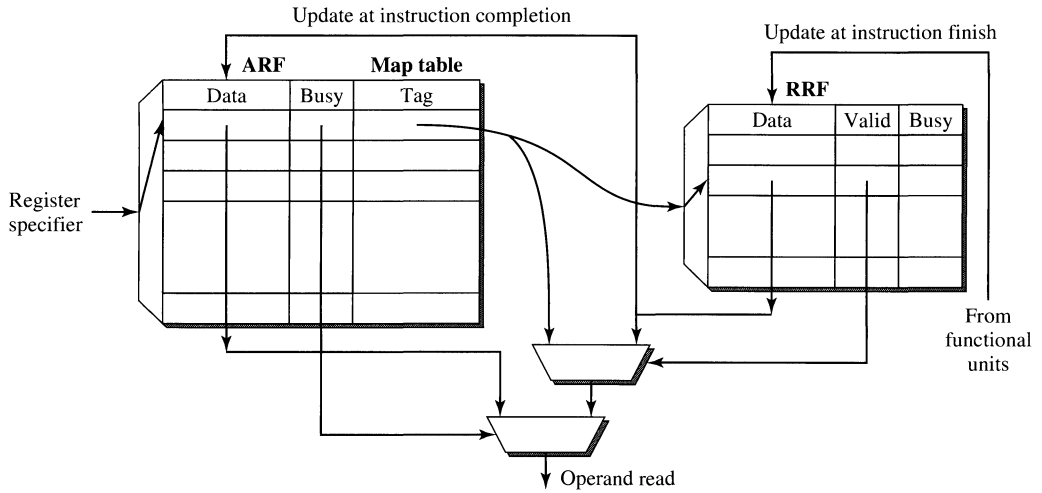 Update at instruction completion
Update at instruction finish
ARF
Map table
RRF
Data
Busy
Tag
Data
Valid
Busy
Register
specifier
From
functional
units
Operand read